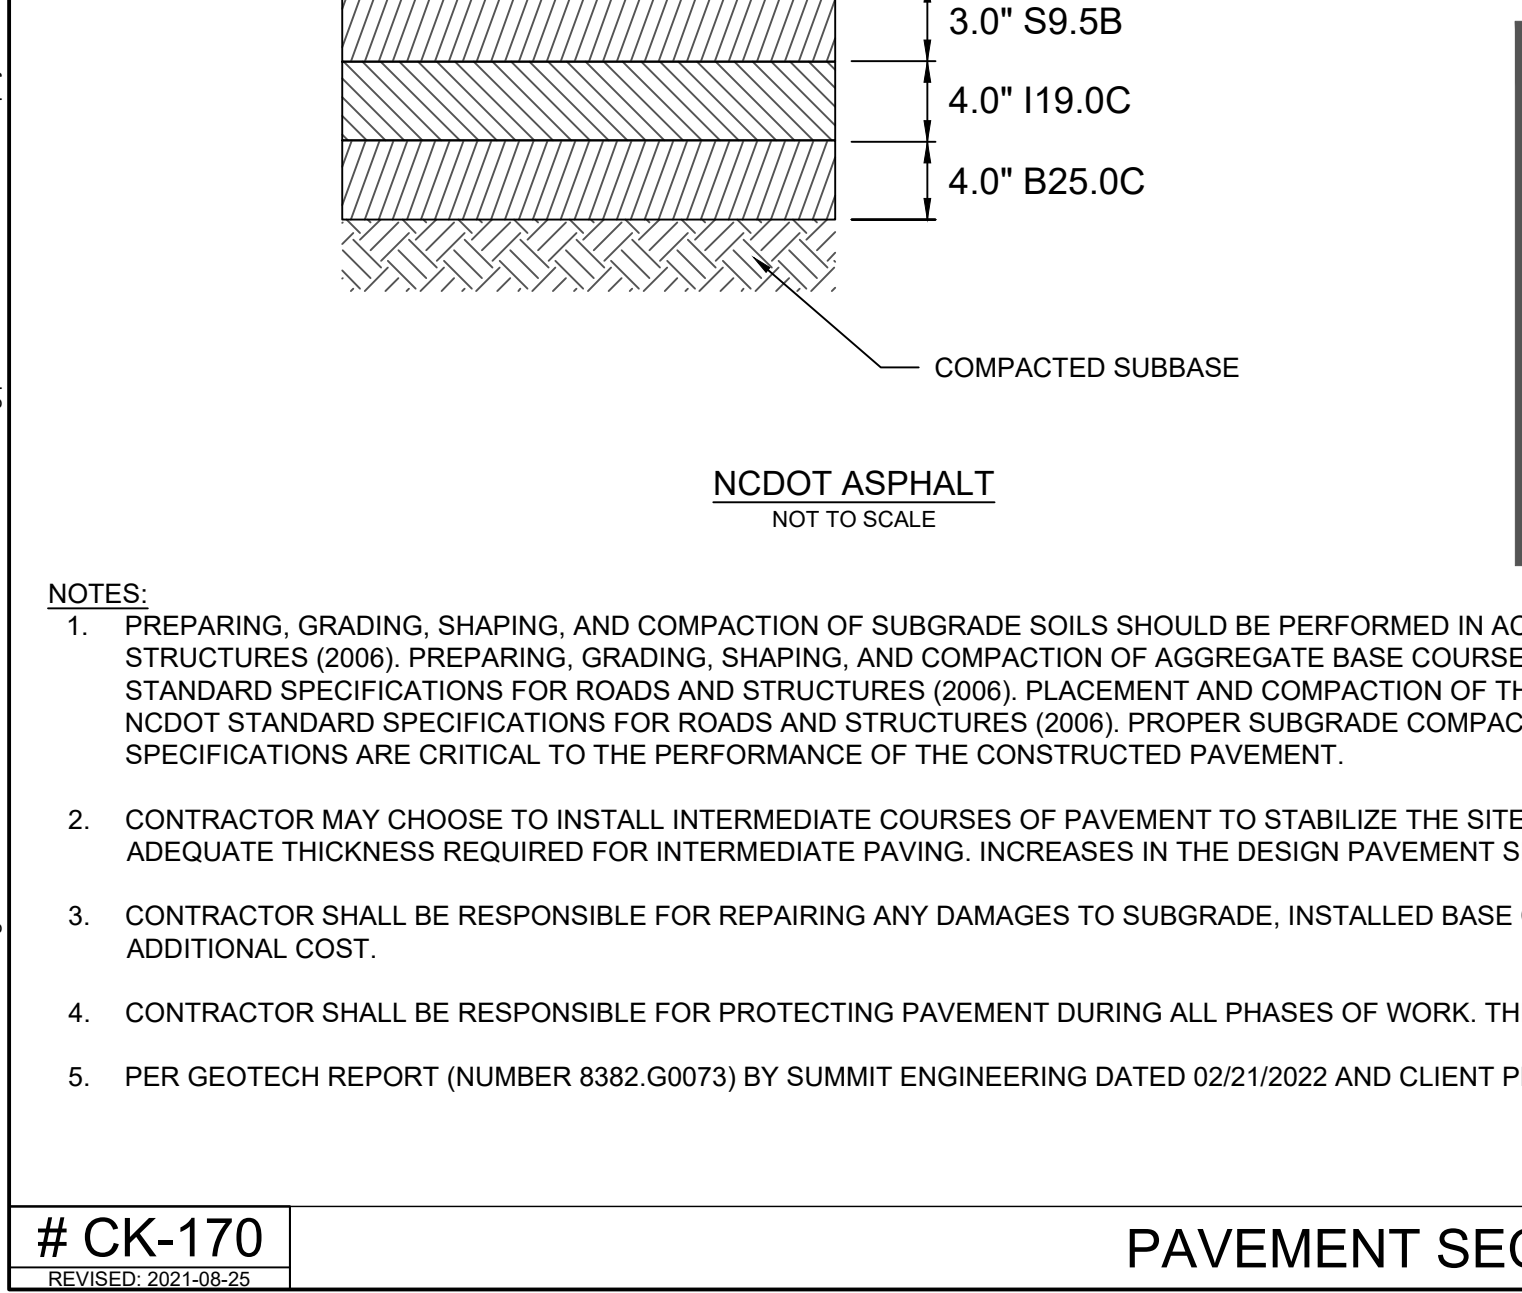 3.0" S9.5B
4.0" I19.0C
4.0" B25.0C
COMPACTED SUBBASE
NCDOT ASPHALT
NOT TO SCALE
NOTES:
1. PREPARING, GRADING, SHAPING, AND COMPACTION OF SUBGRADE SOILS SHOULD BE PERFORMED IN
STRUCTURES (2006). PREPARING, GRADING, SHAPING, AND COMPACTION OF AGGREGATE BASE COURSE
STANDARD SPECIFICATIONS FOR ROADS AND STRUCTURES (2006). PLACEMENT AND COMPACTION OF
NCDOT STANDARD SPECIFICATIONS FOR ROADS AND STRUCTURES (2006). PROPER SUBGRADE
SPECIFICATIONS ARE CRITICAL TO THE PERFORMANCE OF THE CONSTRUCTED PAVEMENT.
2. CONTRACTOR MAY CHOOSE TO INSTALL INTERMEDIATE COURSES OF PAVEMENT TO STABILIZE THE SITE
ADEQUATE THICKNESS REQUIRED FOR INTERMEDIATE PAVING. INCREASES IN THE DESIGN PAVEMENT
3. CONTRACTOR SHALL BE RESPONSIBLE FOR REPAIRING ANY DAMAGES TO SUBGRADE, INSTALLED BASE
ADDITIONAL COST.
4. CONTRACTOR SHALL BE RESPONSIBLE FOR PROTECTING PAVEMENT DURING ALL PHASES OF WORK.
5. PER GEOTECH REPORT (NUMBER 8382.G0073) BY SUMMIT ENGINEERING DATED 02/21/2022 AND CLIENT
# CK-170
REVISED: 2021-08-25
PAVEMENT